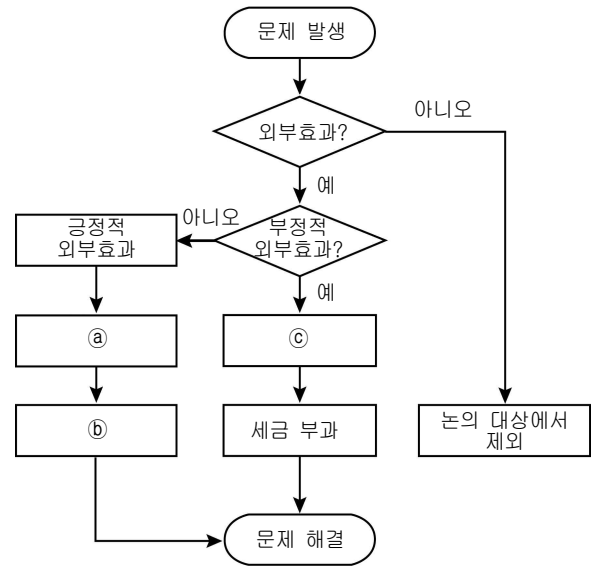 문제 발생
외부효과?
아니오
예
아니오
긍정적
외부효과
부정적
외부효과?
예
ⓐ
ⓒ
ⓑ
세금 부과
논의 대상에서
제외
문제 해결